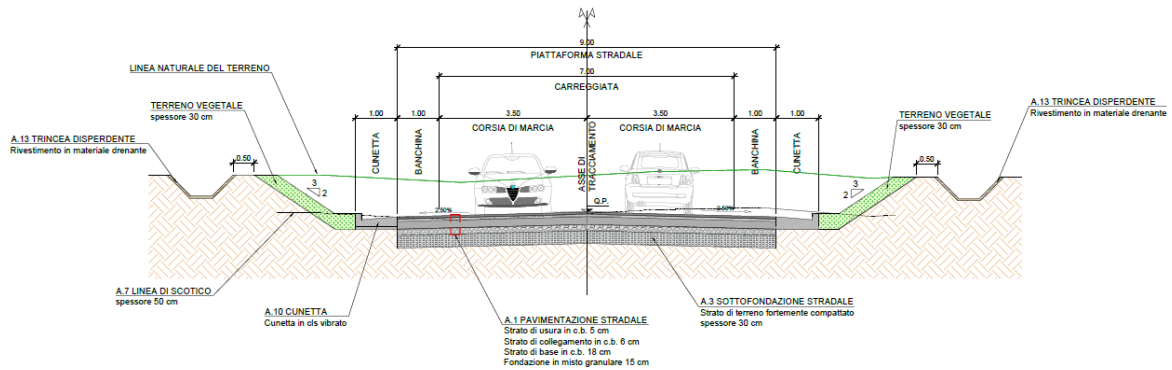 9.00
PIATTAFORMA STRADALE
LINEA NATURALE DEL TERRENO
7.00
CARREGGIATA
TERRENO VEGETALE
spessore 30 cm
1.00
1.00
3.50
3.50
1.00
1.00
TERRENO VEGETALE
spessore 30 cm
A.13 TRINCEA DISPERDENTE
Rivestimento in materiale drenante
A.13 TRINCEA DISPERDENTE
Rivestimento in materiale drenante
CUNETTA
BANCHINA
CORSIA DI MARCIA
ASSE DI
TRACCIAMENTO
CORSIA DI MARCIA
BANCHINA
CUNETTA
0.50
0.50
3
2
3
2
Q.P.
2.50%
2.50%
A.7 LINEA DI SCOTICO
spessore 50 cm
A.10 CUNETTA
Cunetta in cls vibrato
A.1 PAVIMENTAZIONE STRADALE
Strato di usura in c.b. 5 cm
Strato di collegamento in c.b. 6 cm
Strato di base in c.b. 18 cm
Fondazione in misto granulare 15 cm
A.3 SOTTOFONDAZIONE STRADALE
Strato di terreno fortemente compattato
spessore 30 cm